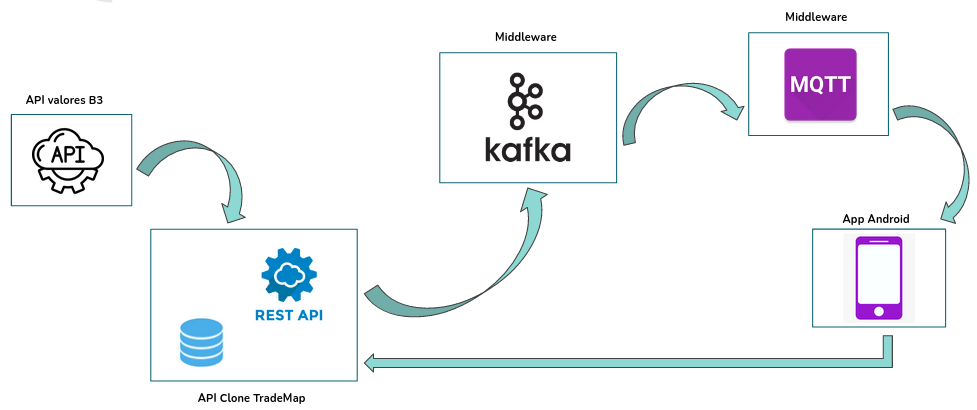 Middleware
MQTT
Middleware
kafka
API valores B3
API
App Android
REST API
API Clone TradeMap